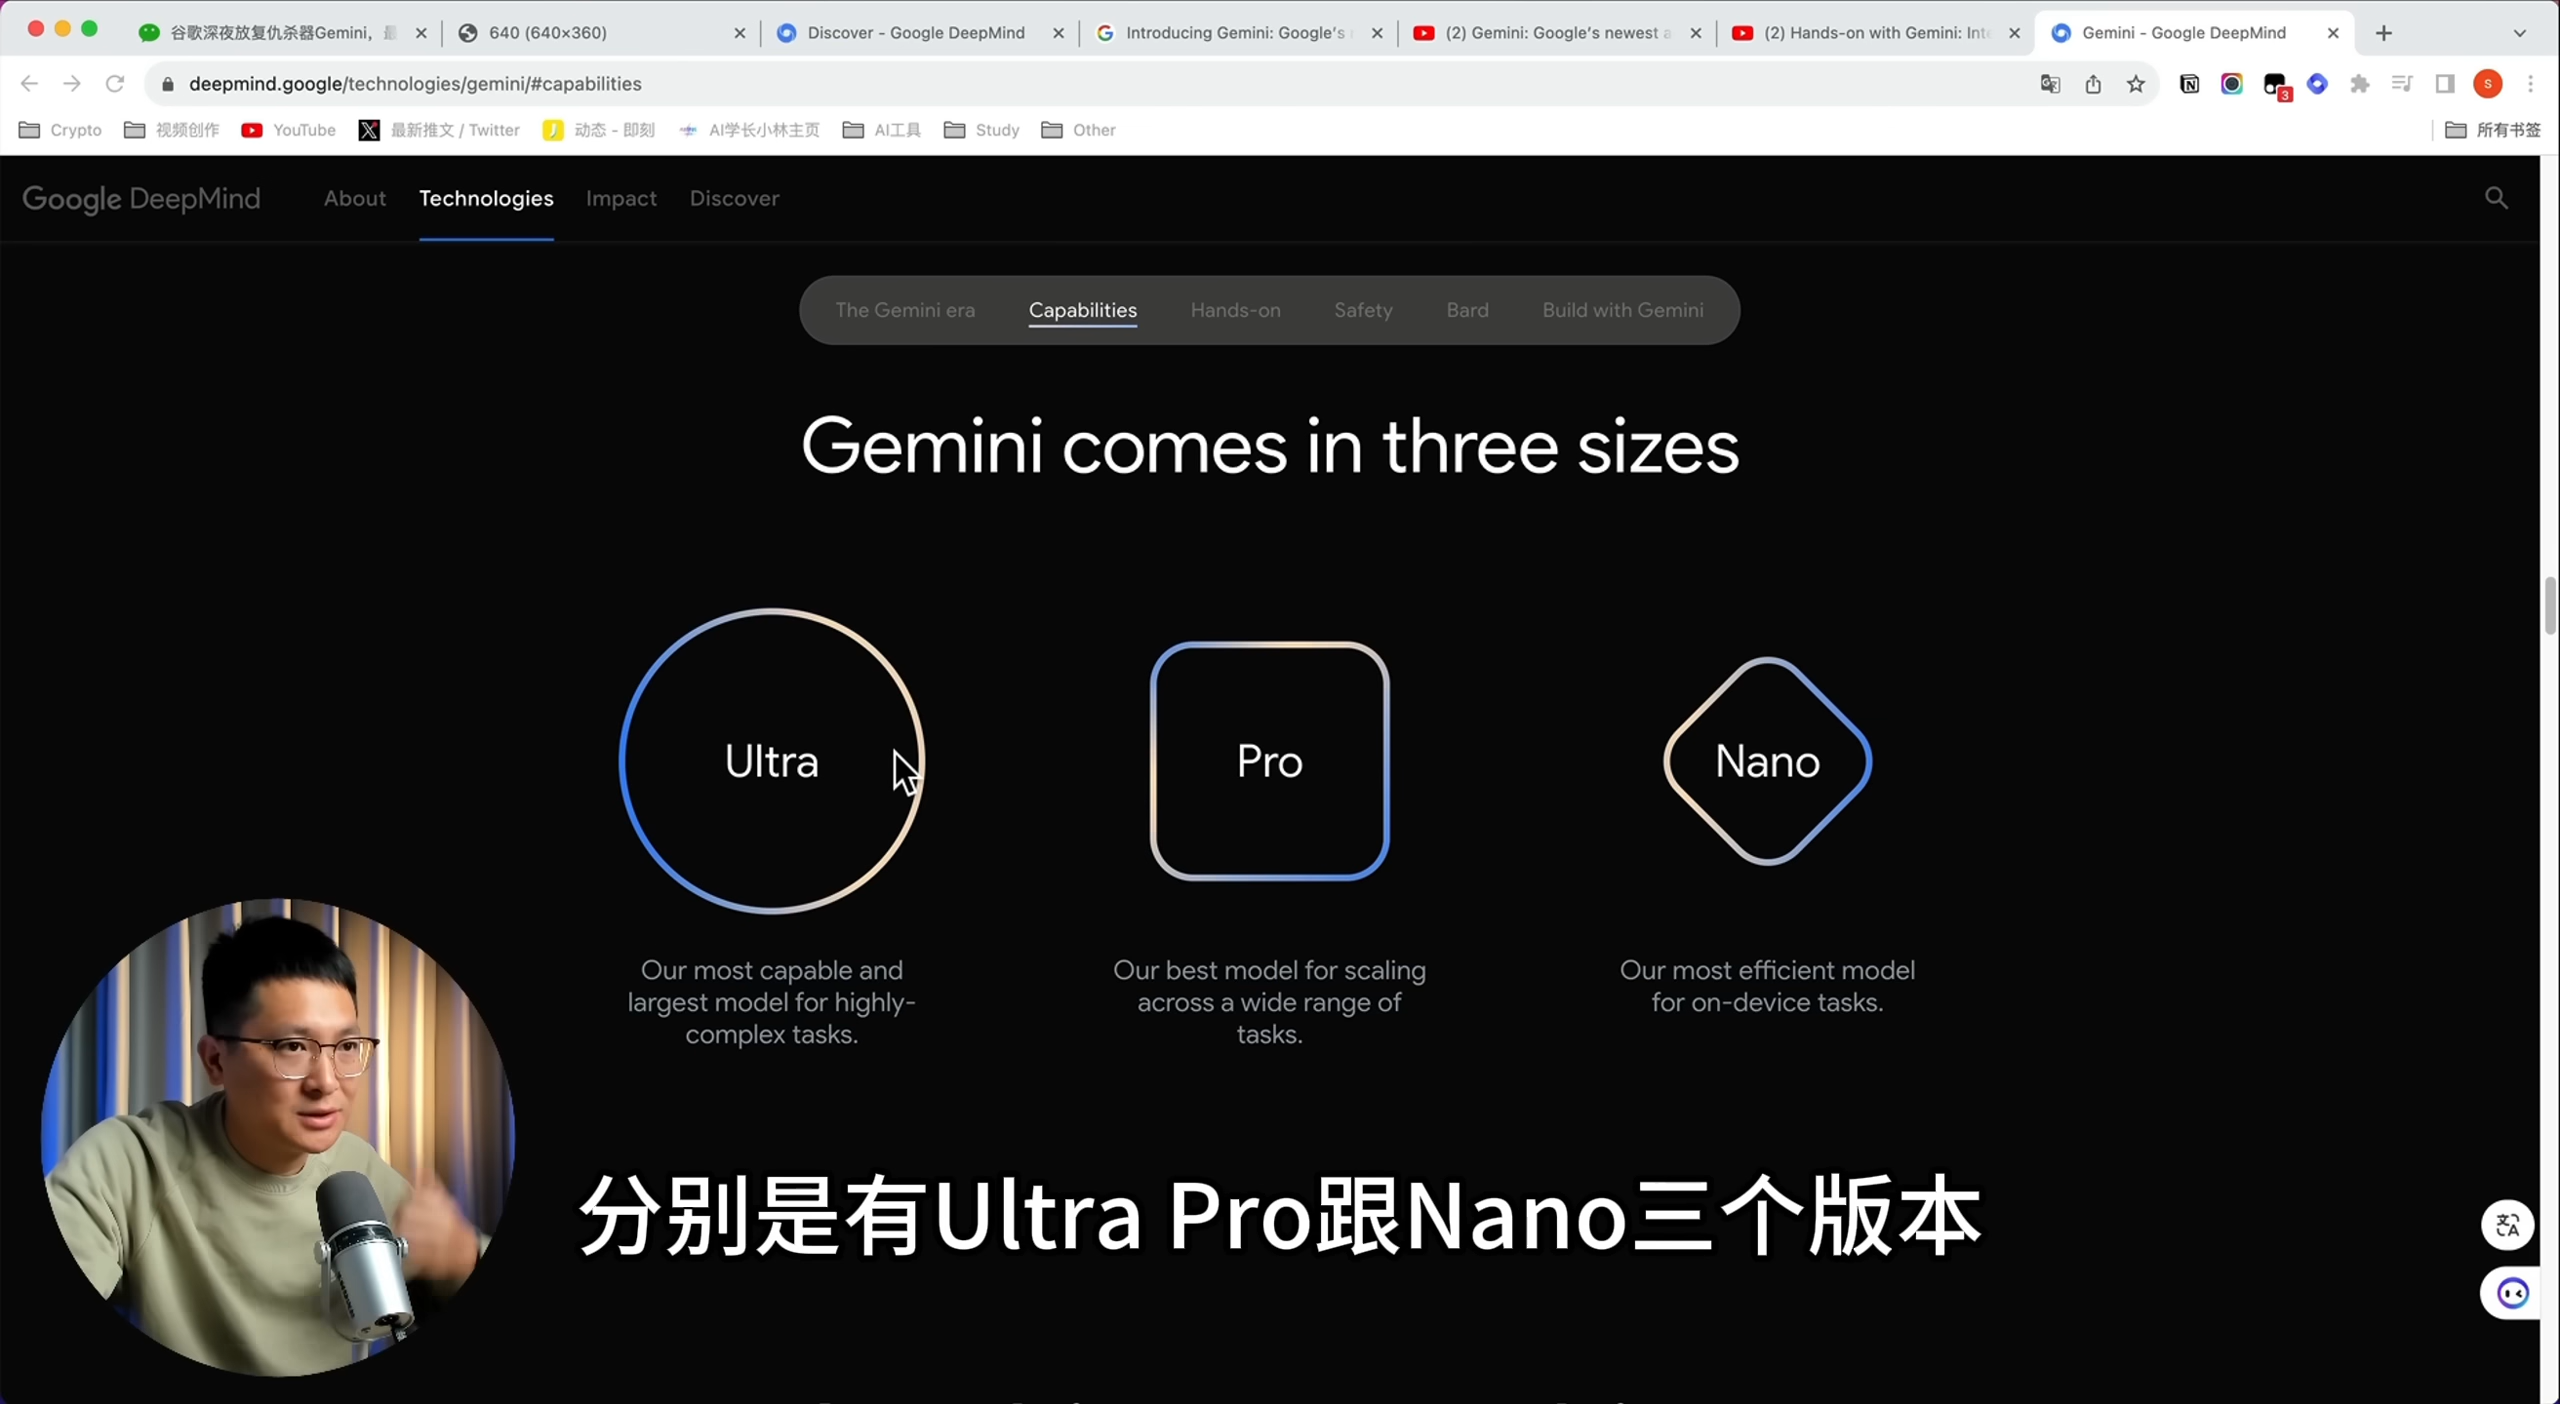 谷歌深夜放复仇杀器Gemini，最
640 (640×360)
Discover - Google DeepMind
Introducing Gemini: Google's
(2) Gemini: Google's newest a
(2) Hands-on with Gemini: Inte
Gemini - Google DeepMind
deepmind.google/technologies/gemini/#capabilities
3
S
Crypto
视频创作
YouTube
最新推文 / Twitter
动态 - 即刻
AI学长小林主页
AI工具
Study
Other
所有书签
Google DeepMind
About
Technologies
Impact
Discover
The Gemini era
Capabilities
Hands-on
Safety
Bard
Build with Gemini
Gemini comes in three sizes
Ultra
Pro
Nano
Our most capable and
largest model for highly-
complex tasks.
Our best model for scaling
across a wide range of
tasks.
Our most efficient model
for on-device tasks.
分别是有Ultra Pro跟Nano三个版本